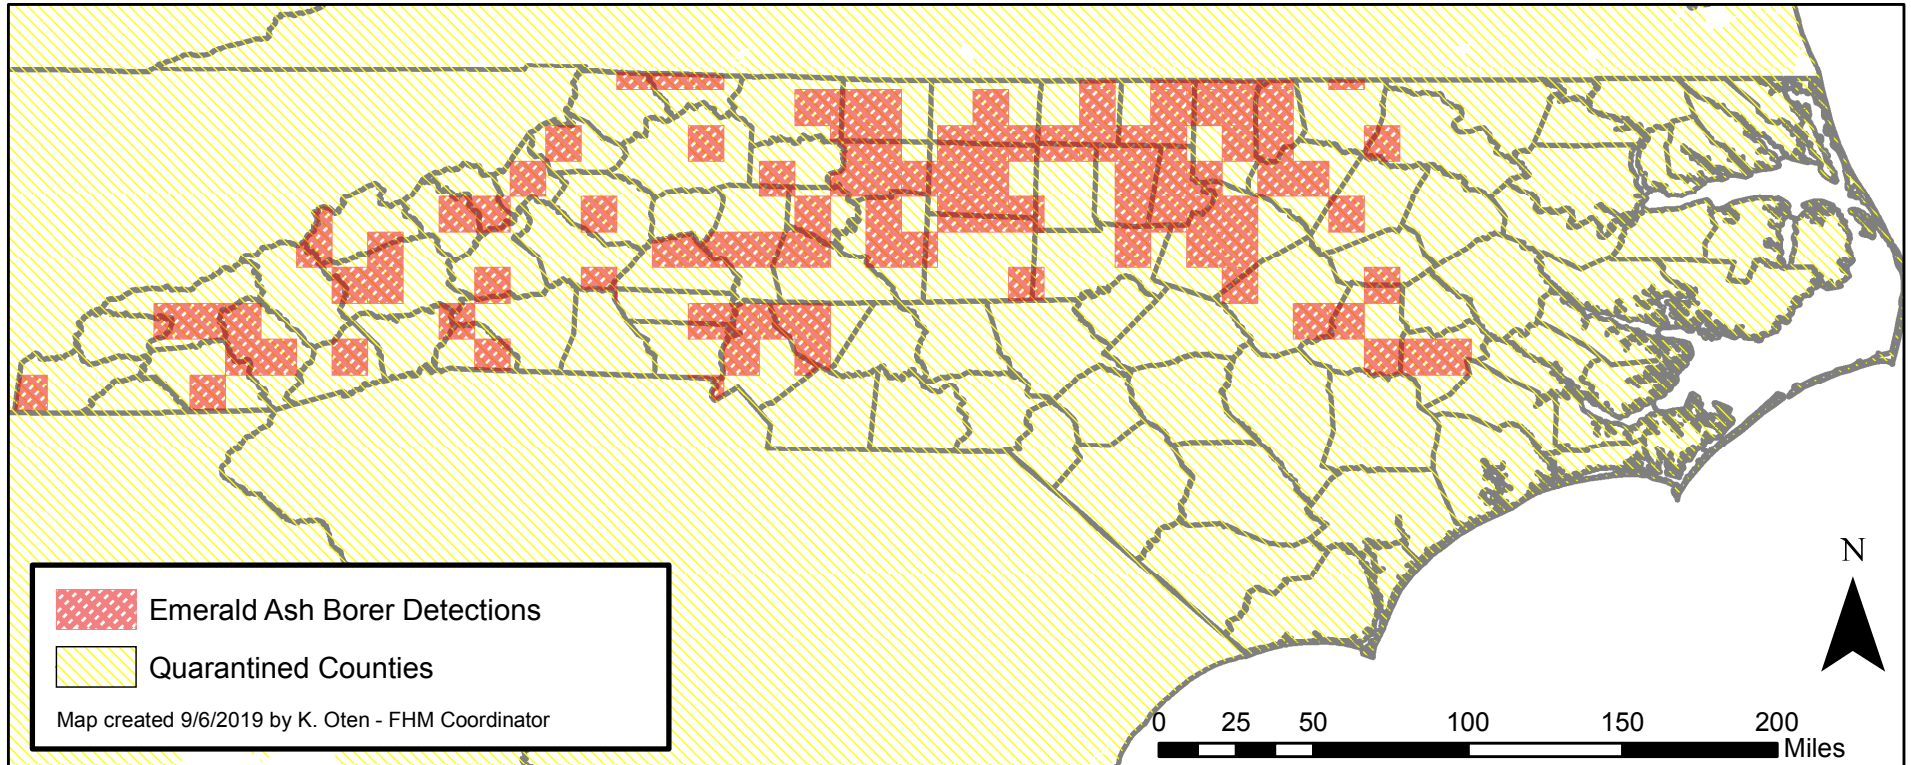 N
Emerald Ash Borer Detections
Quarantined Counties
Map created 9/6/2019 by K. Oten - FHM Coordinator
0 25 50 100 150 200
Miles